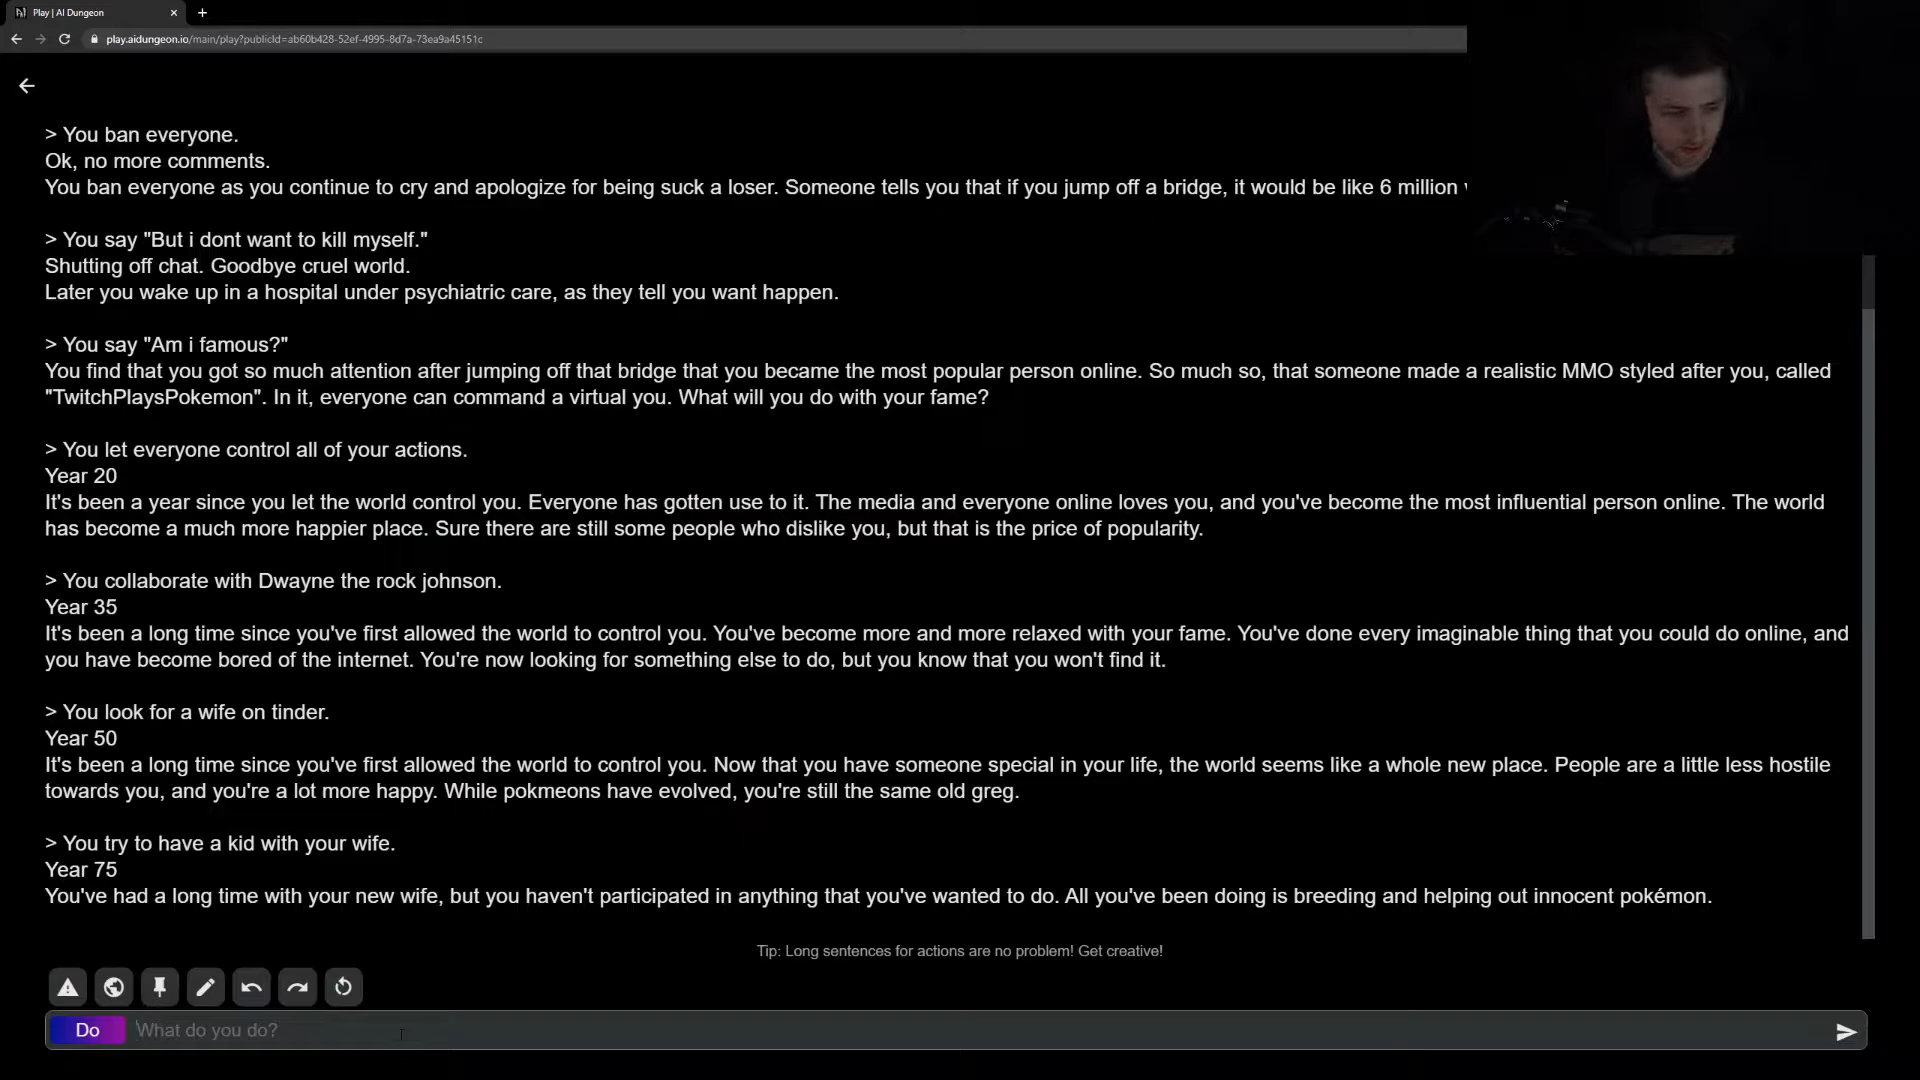 Play | AI Dungeon
play.aidungeon.io/main/play?publicId=ab60b428-52ef-4995-8d7a-73ea9a45151c
> You ban everyone.
Ok, no more comments.
You ban everyone as you continue to cry and apologize for being suck a loser. Someone tells you that if you jump off a bridge, it would be like 6 million
> You say "But i dont want to kill myself."
Shutting off chat. Goodbye cruel world.
Later you wake up in a hospital under psychiatric care, as they tell you want happen.
> You say "Am i famous?"
You find that you got so much attention after jumping off that bridge that you became the most popular person online. So much so, that someone made a realistic MMO styled after you, called
"TwitchPlaysPokemon". In it, everyone can command a virtual you. What will you do with your fame?
> You let everyone control all of your actions.
Year 20
It's been a year since you let the world control you. Everyone has gotten use to it. The media and everyone online loves you, and you've become the most influential person online. The world
has become a much more happier place. Sure there are still some people who dislike you, but that is the price of popularity.
> You collaborate with Dwayne the rock johnson.
Year 35
It's been a long time since you've first allowed the world to control you. You've become more and more relaxed with your fame. You've done every imaginable thing that you could do online, and
you have become bored of the internet. You're now looking for something else to do, but you know that you won't find it.
> You look for a wife on tinder.
Year 50
It's been a long time since you've first allowed the world to control you. Now that you have someone special in your life, the world seems like a whole new place. People are a little less hostile
towards you, and you're a lot more happy. While pokmeons have evolved, you're still the same old greg.
> You try to have a kid with your wife.
Year 75
You've had a long time with your new wife, but you haven't participated in anything that you've wanted to do. All you've been doing is breeding and helping out innocent pokémon.
Tip: Long sentences for actions are no problem! Get creative!
Do What do you do?